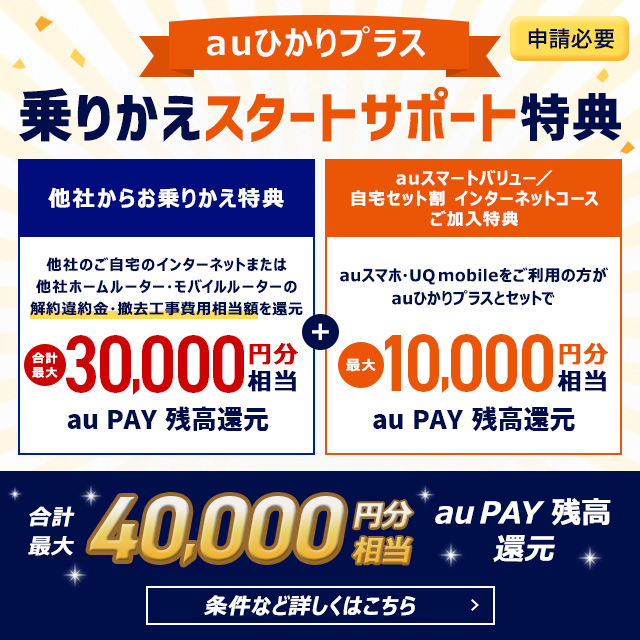 auひかりプラス
申請必要
乗りかえスタートサポート特典
他社からお乗りかえ特典
他社のご自宅のインターネットまたは
他社ホームルーター・モバイルルーターの
解約違約金・撤去工事費用相当額を還元
合計最大30,000円分相当
au PAY 残高還元
+
auスマートバリュー／
自宅セット割 インターネットコース
ご加入特典
auスマホ・UQ mobileをご利用の方が
auひかりプラスとセットで
最大10,000円分相当
au PAY 残高還元
合計最大40,000円分相当
au PAY 残高
還元
条件など詳しくはこちら